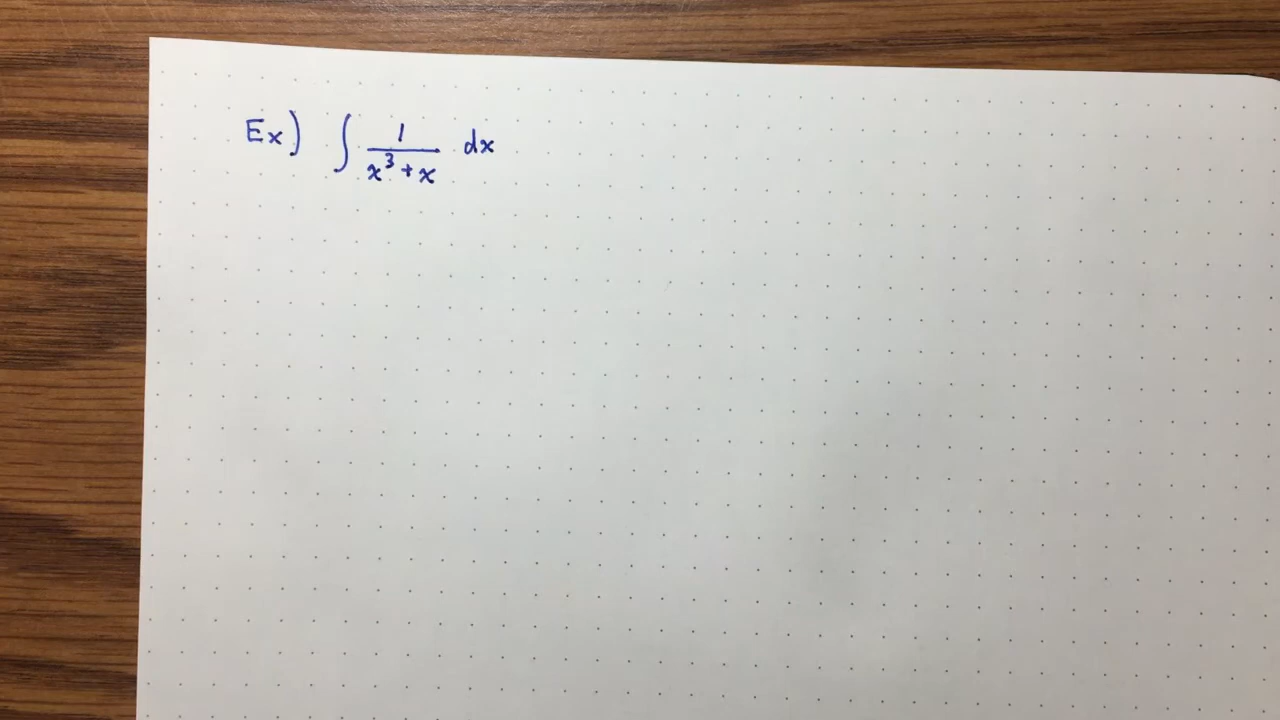 Ex) ∫ 1/(x³+x) dx